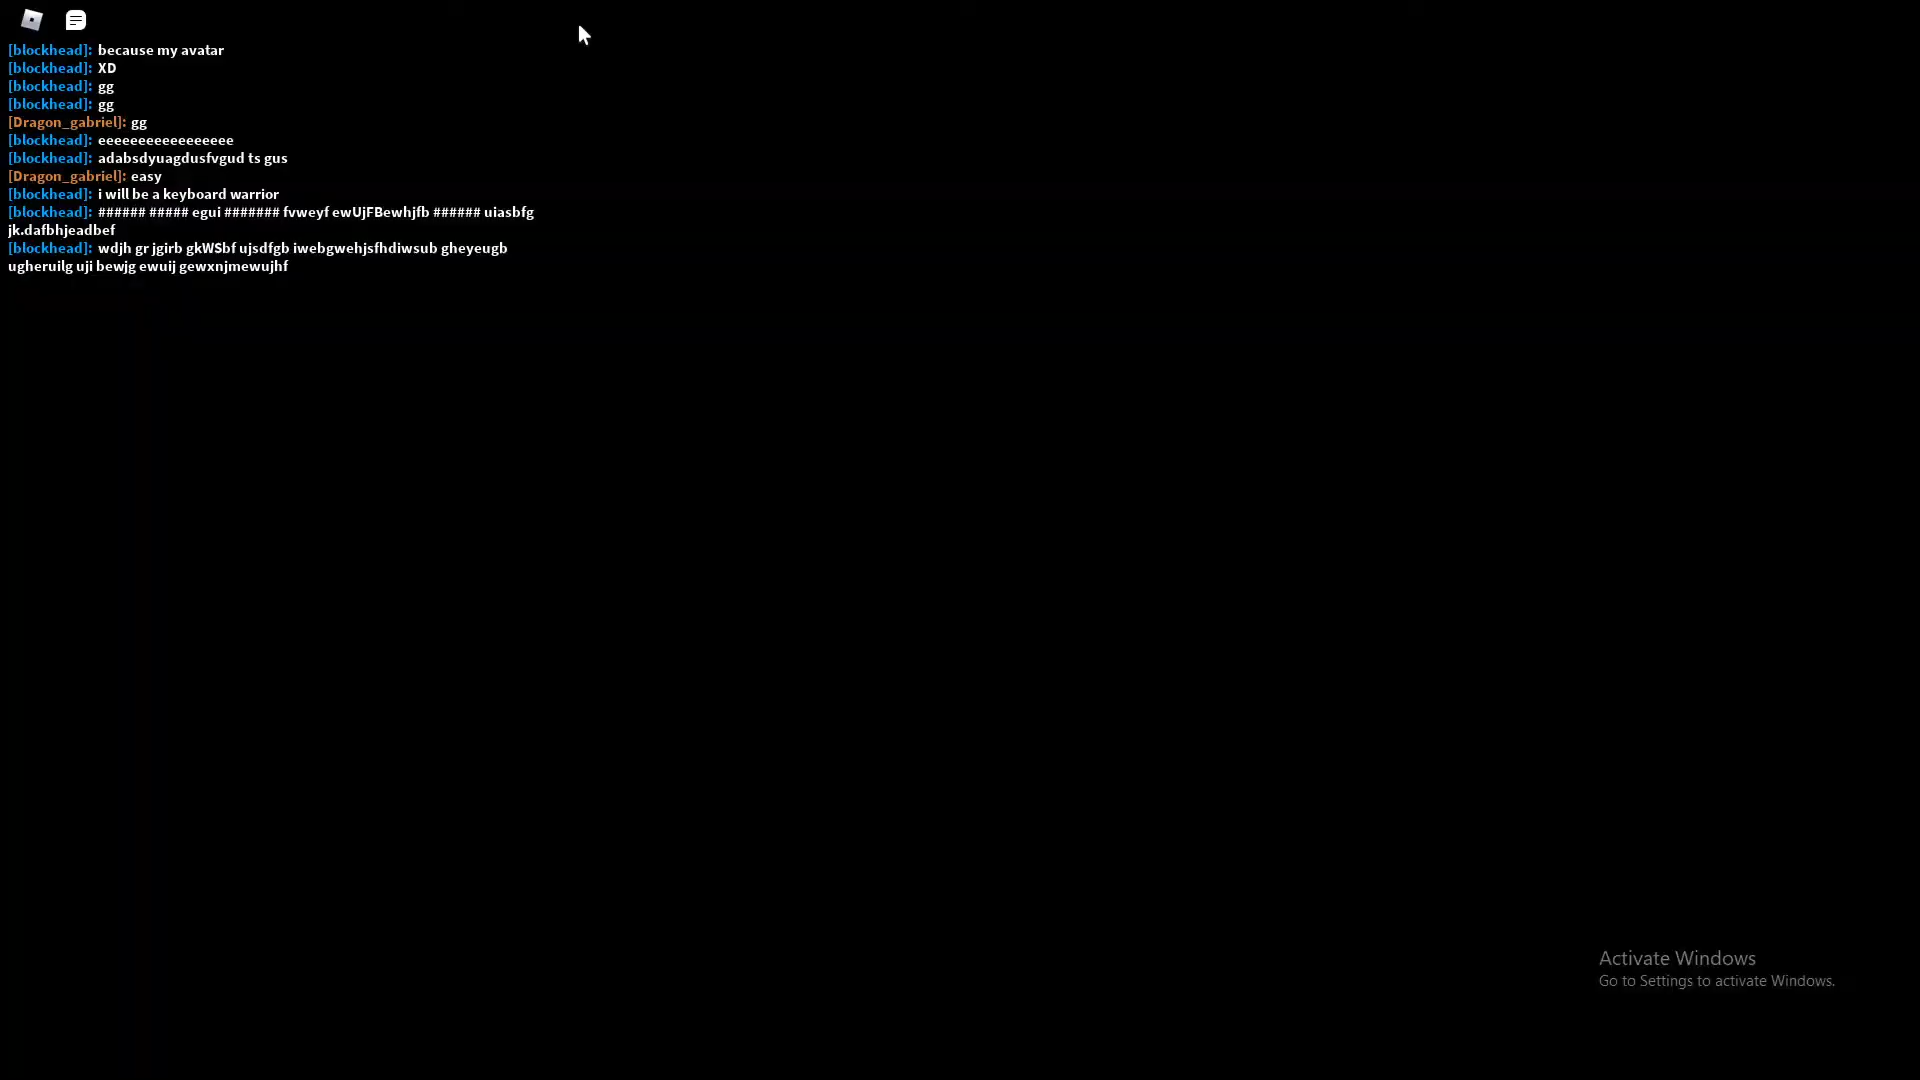 [blockhead]: because my avatar
[blockhead]: XD
[blockhead]: gg
[blockhead]: gg
[Dragon_gabriel]: gg
[blockhead]: eeeeeeeeeeeeeeeee
[blockhead]: adabsdyuagdusfvgud ts gus
[Dragon_gabriel]: easy
[blockhead]: i will be a keyboard warrior
[blockhead]: ###### ##### egui ####### fvweyf ewUjFBewhjfb ###### uiasbfg
jk.dafbhjeadbef
[blockhead]: wdjh gr jgirb gkWSbf ujsdfgb iwebgwehjsfhdiwsub gheyeugb
ugheruilg uji bewjg ewuij gewxnjmewujhf
Activate Windows
Go to Settings to activate Windows.